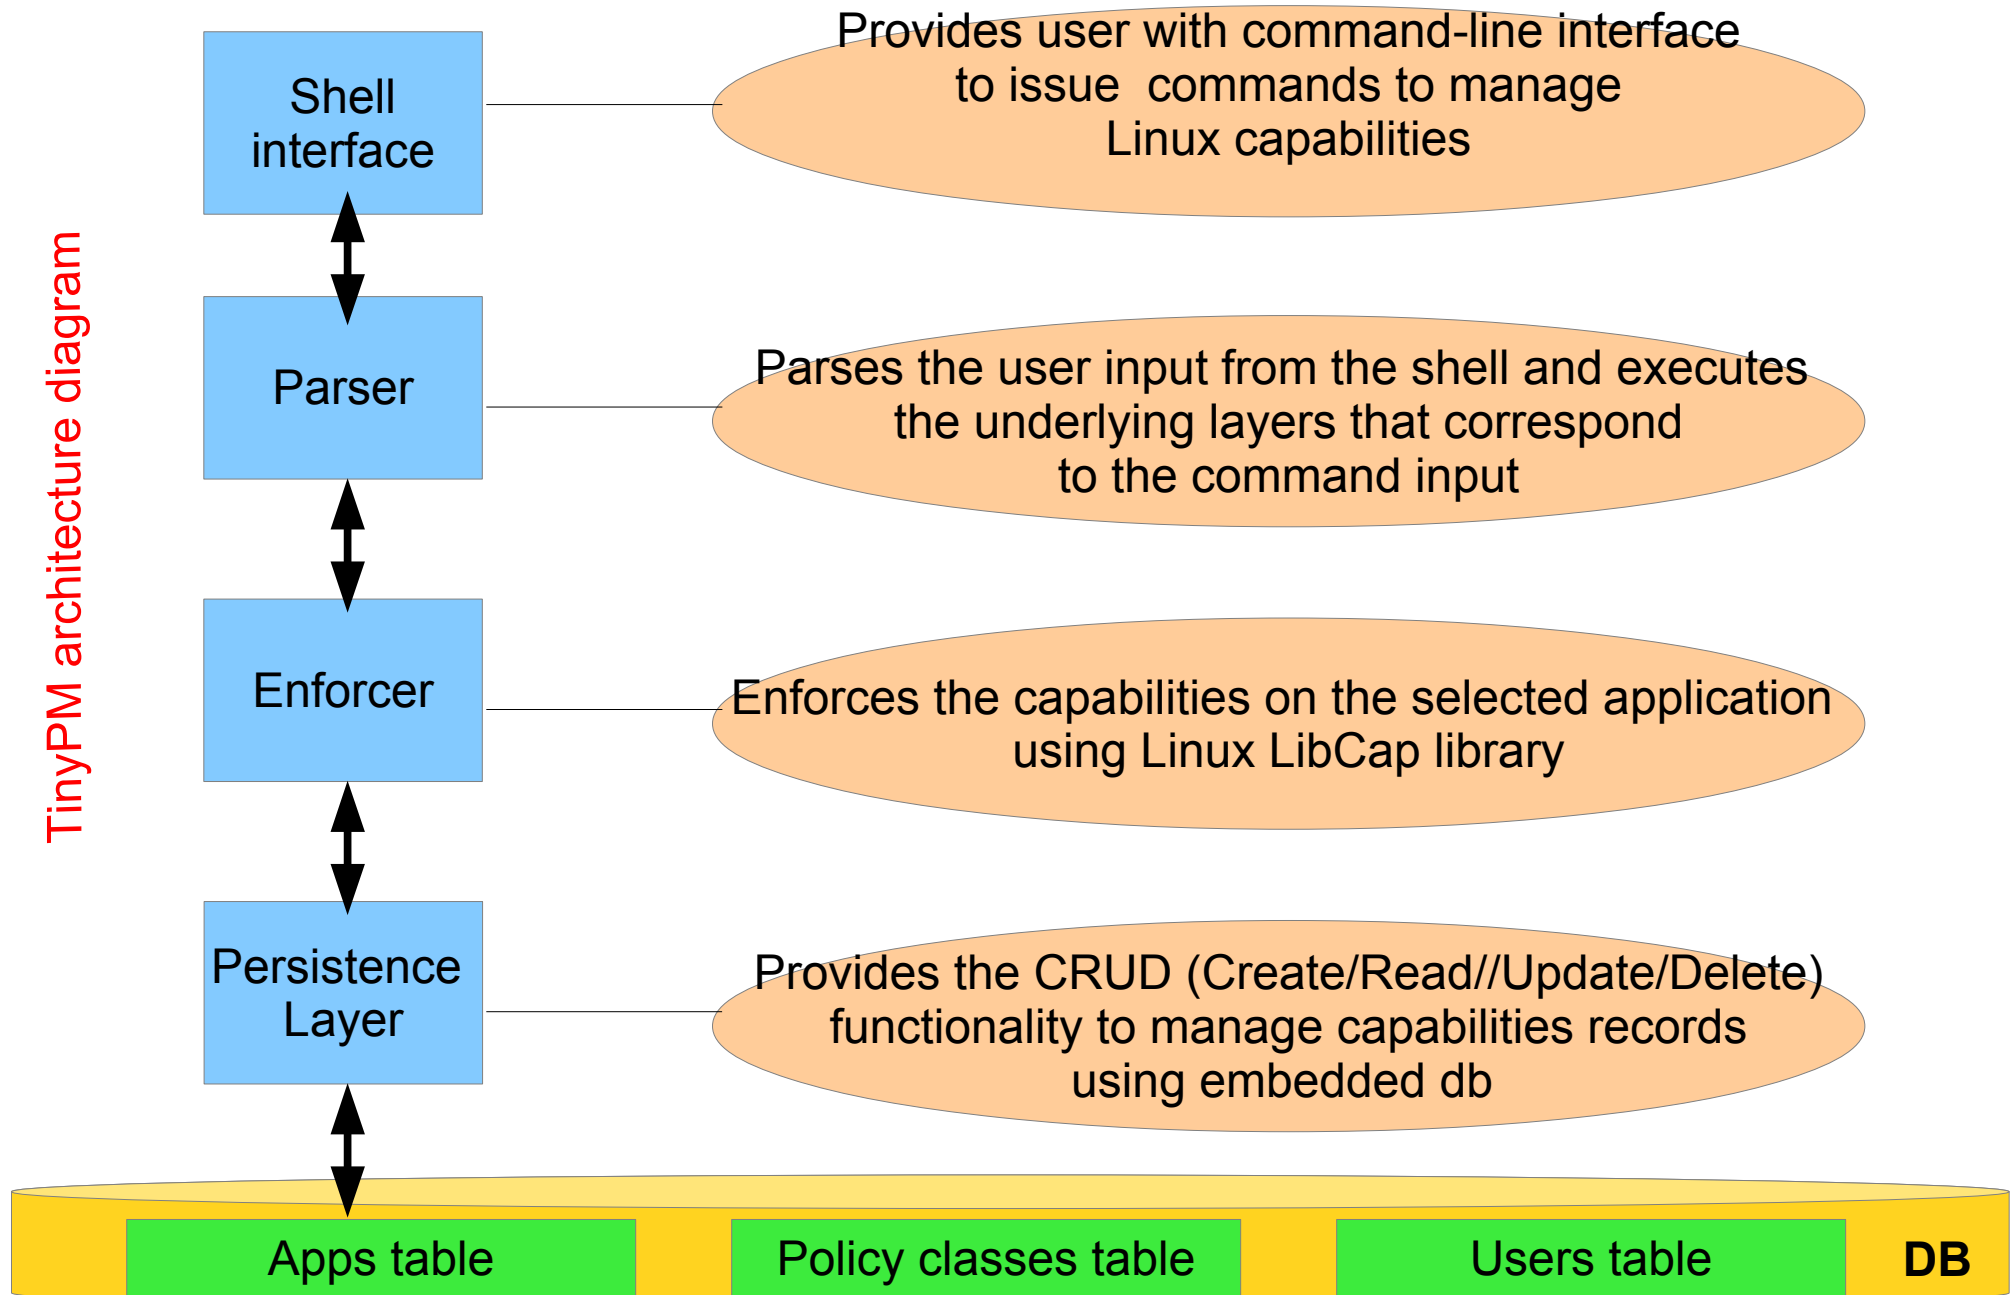 TinyPM architecture diagram
Shell
interface
Provides user with command-line interface
to issue  commands to manage
Linux capabilities
Parser
Parses the user input from the shell and executes
the underlying layers that correspond
to the command input
Enforcer
Enforces the capabilities on the selected application
using Linux LibCap library
Persistence
Layer
Provides the CRUD (Create/Read//Update/Delete)
functionality to manage capabilities records
using embedded db
Apps table
Policy classes table
Users table
DB